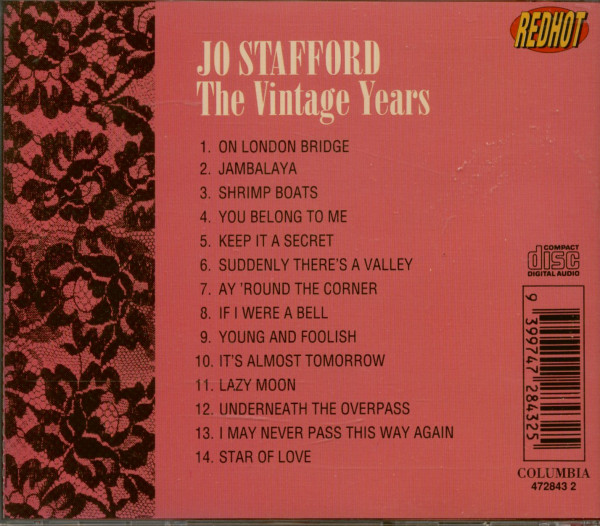 REDHOT
JO STAFFORD
The Vintage Years
1. ON LONDON BRIDGE
2. JAMBALAYA
3. SHRIMP BOATS
4. YOU BELONG TO ME
5. KEEP IT A SECRET
6. SUDDENLY THERE'S A VALLEY
7. AY 'ROUND THE CORNER
8. IF I WERE A BELL
9. YOUNG AND FOOLISH
10. IT'S ALMOST TOMORROW
11. LAZY MOON
12. UNDERNEATH THE OVERPASS
13. I MAY NEVER PASS THIS WAY AGAIN
14. STAR OF LOVE
COMPACT
disc
DIGITAL AUDIO
9 399747 284325
COLUMBIA
472843 2